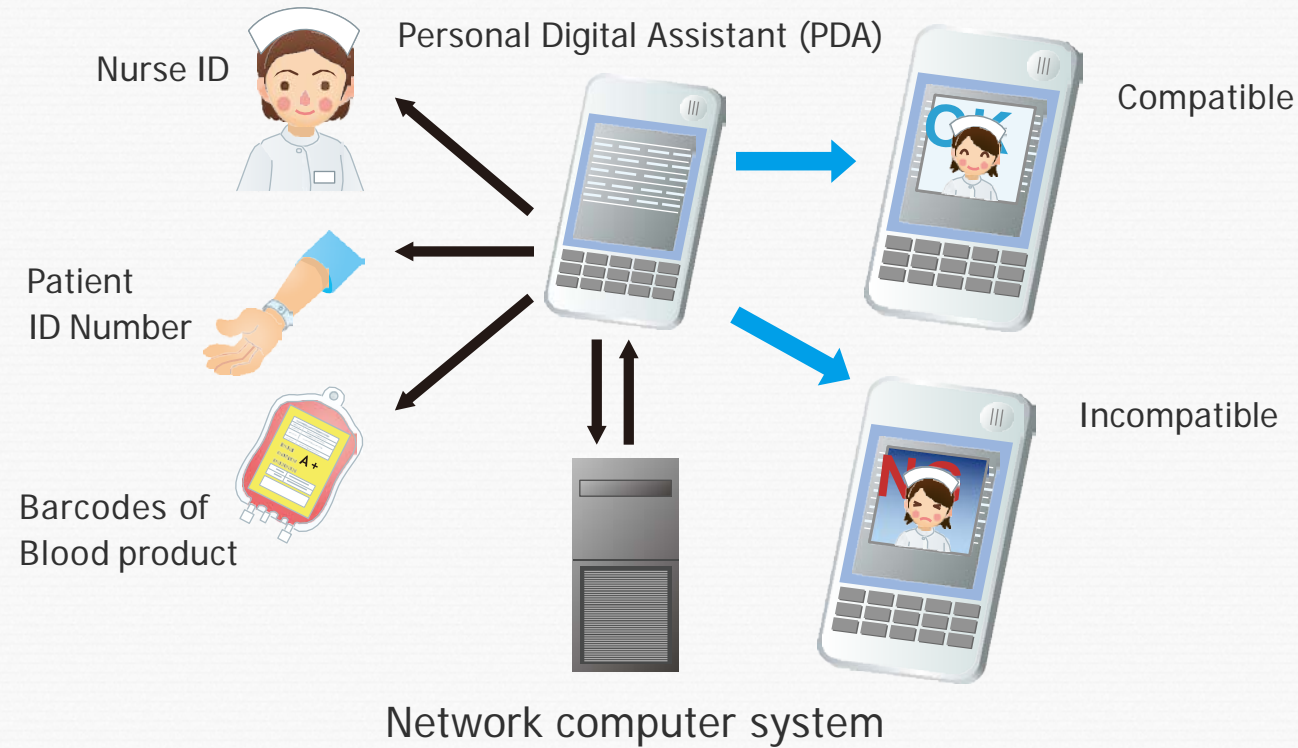 Personal Digital Assistant (PDA)
Nurse ID
Compatible
OK
Patient
ID Number
Incompatible
NG
A+
Barcodes of
Blood product
Network computer system